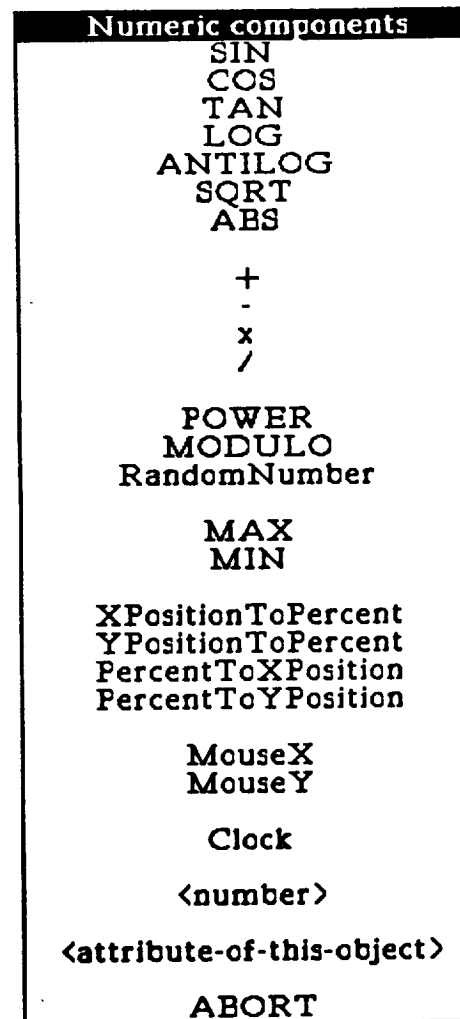 Numeric components
SIN
COS
TAN
LOG
ANTILOG
SQRT
ABS
+
-
x
/
POWER
MODULO
RandomNumber
MAX
MIN
XPositionToPercent
YPositionToPercent
PercentToXPosition
PercentToYPosition
MouseX
MouseY
Clock
<number>
<attribute-of-this-object>
ABORT